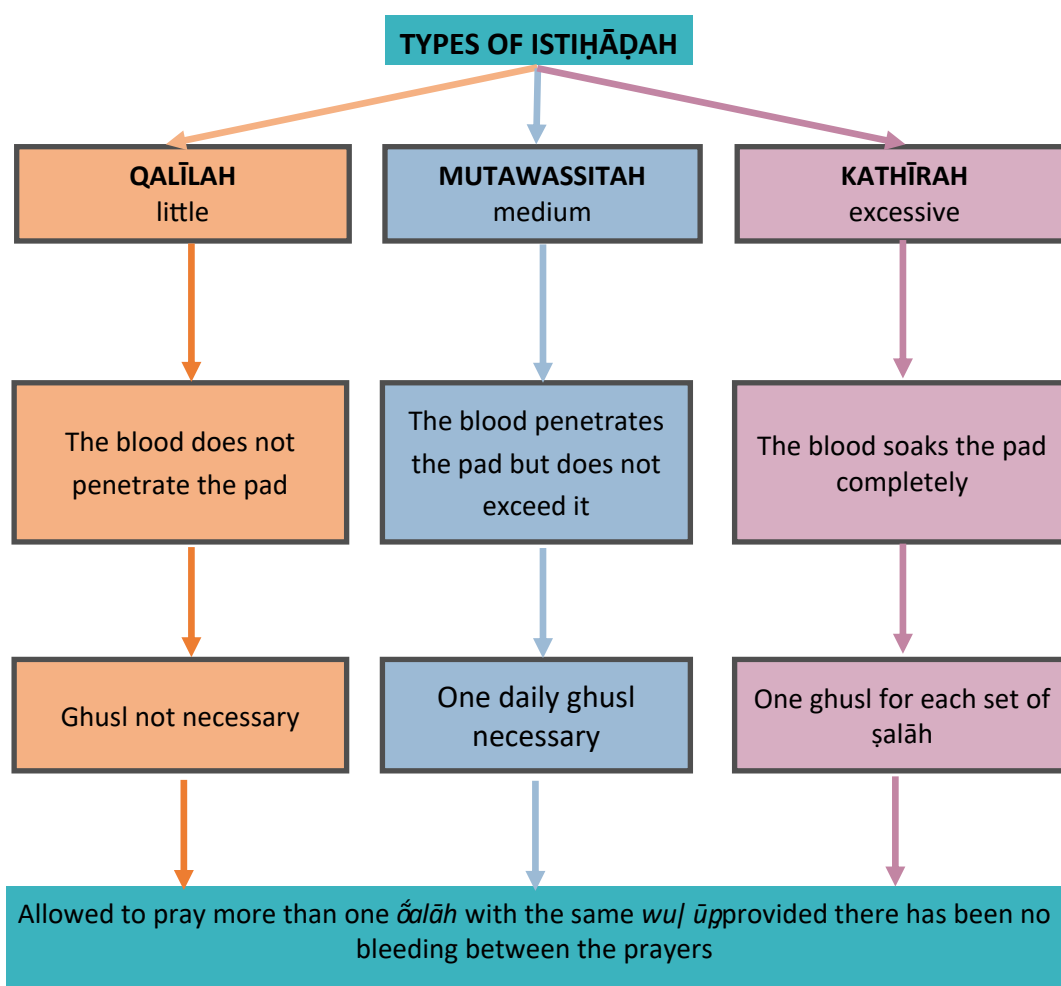 TYPES OF ISTIḤĀḌAH
QALĪLAH
little
MUTAWASSITAH
medium
KATHĪRAH
excessive
The blood does not
penetrate the pad
The blood penetrates
the pad but does not
exceed it
The blood soaks the pad
completely
Ghusl not necessary
One daily ghusl
necessary
One ghusl for each set of
ṣalāh
Allowed to pray more than one with the same provided there has been no
bleeding between the prayers